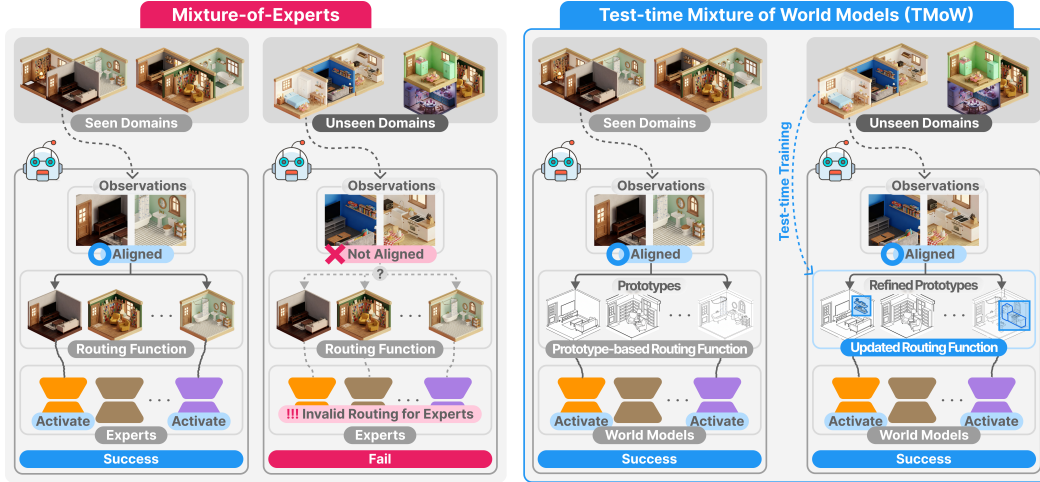 Mixture-of-Experts
Seen Domains
Observations
Aligned
. . .
Routing Function
. . .
Activate
Activate
Experts
Success
Unseen Domains
Observations
Not Aligned
?
. . .
Routing Function
. . .
!!! Invalid Routing for Experts
Experts
Fail
Test-time Mixture of World Models (TMoW)
Seen Domains
Observations
Aligned
Prototypes
. . .
Prototype-based Routing Function
. . .
Activate
Activate
World Models
Success
Test-time Training
Unseen Domains
Observations
Aligned
Refined Prototypes
. . .
Updated Routing Function
. . .
Activate
Activate
World Models
Success